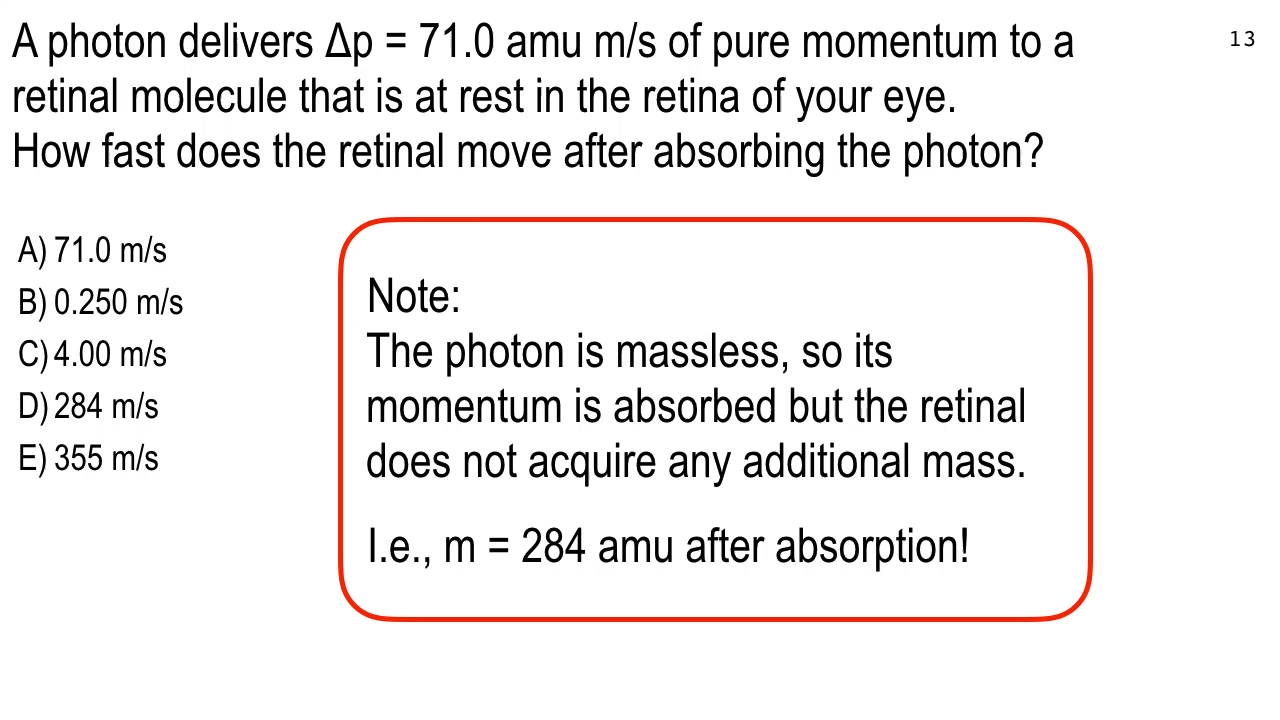 A photon delivers Δp = 71.0 amu m/s of pure momentum to a
13
retinal molecule that is at rest in the retina of your eye.
How fast does the retinal move after absorbing the photon?
A) 71.0 m/s
B) 0.250 m/s
C) 4.00 m/s
D) 284 m/s
E) 355 m/s
Note:
The photon is massless, so its
momentum is absorbed but the retinal
does not acquire any additional mass.
I.e., m = 284 amu after absorption!